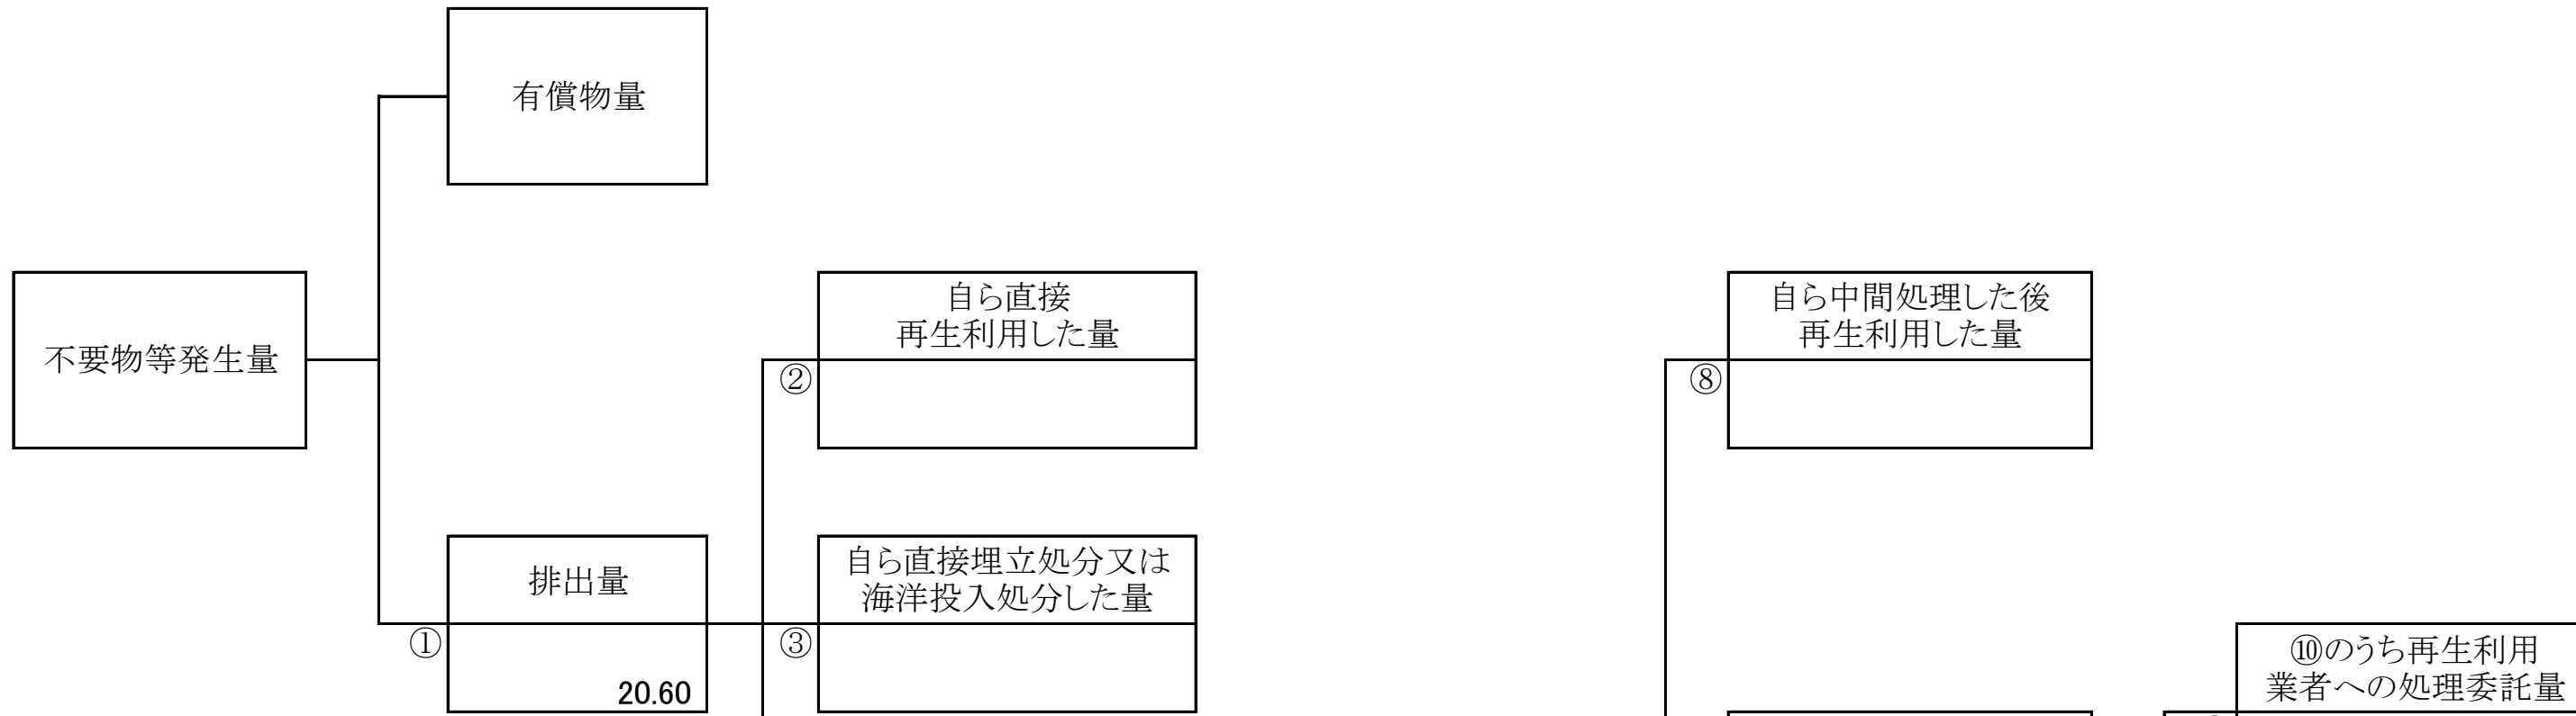 有償物量
不要物等発生量
自ら直接
再生利用した量
②
自ら中間処理した後
再生利用した量
⑧
排出量
①
20.60
自ら直接埋立処分又は
海洋投入処分した量
③
⑩のうち再生利用
業者への処理委託量